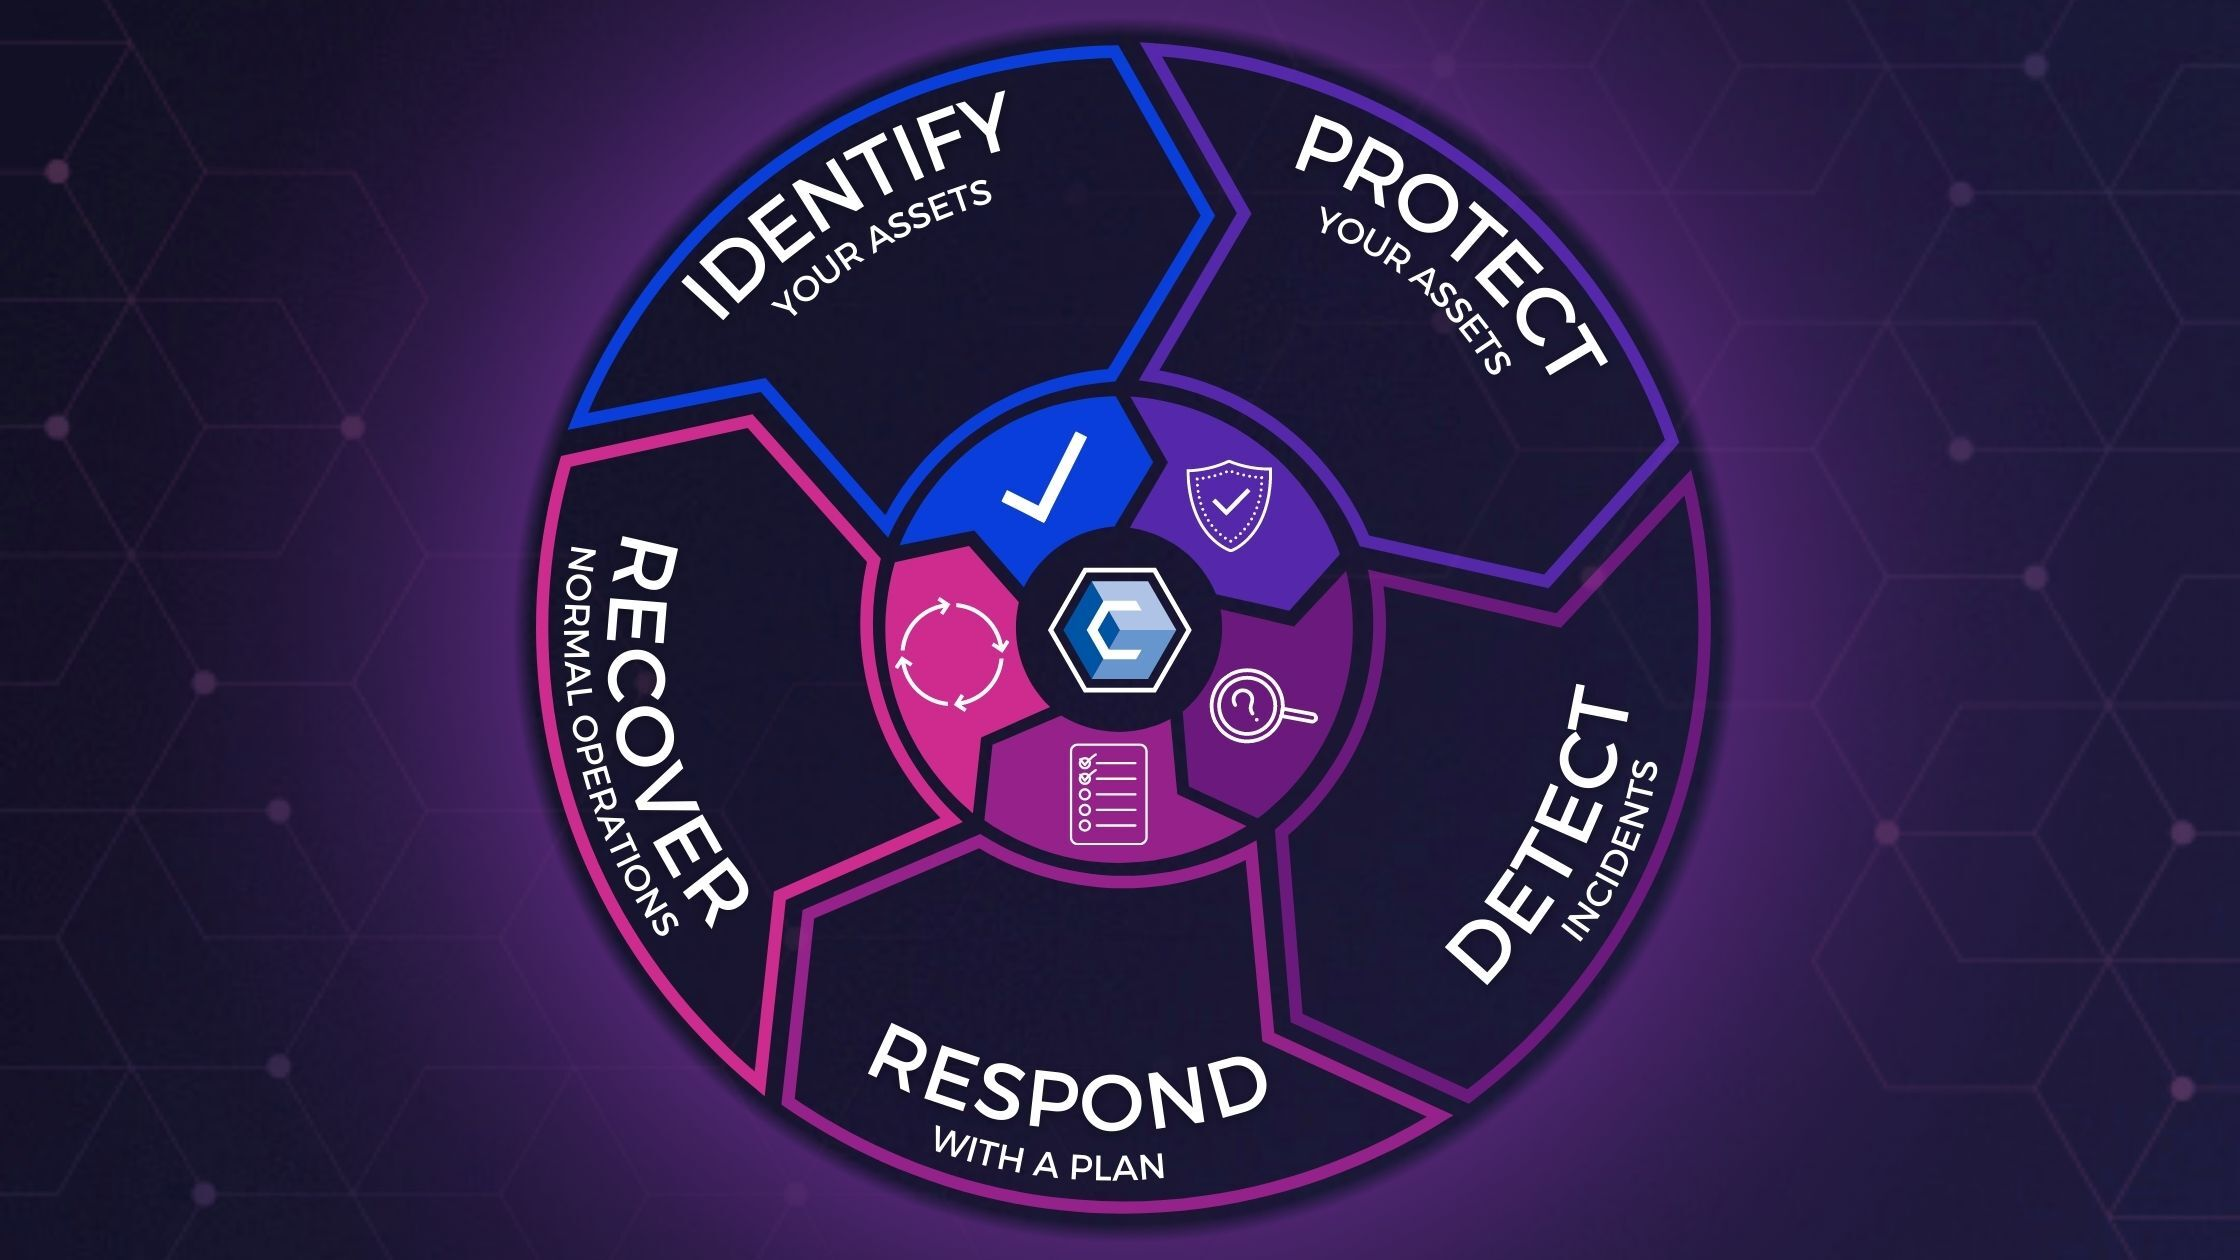 IDENTIFY
YOUR ASSETS
PROTECT
YOUR ASSETS
DETECT
INCIDENTS
RESPOND
WITH A PLAN
RECOVER
NORMAL OPERATIONS